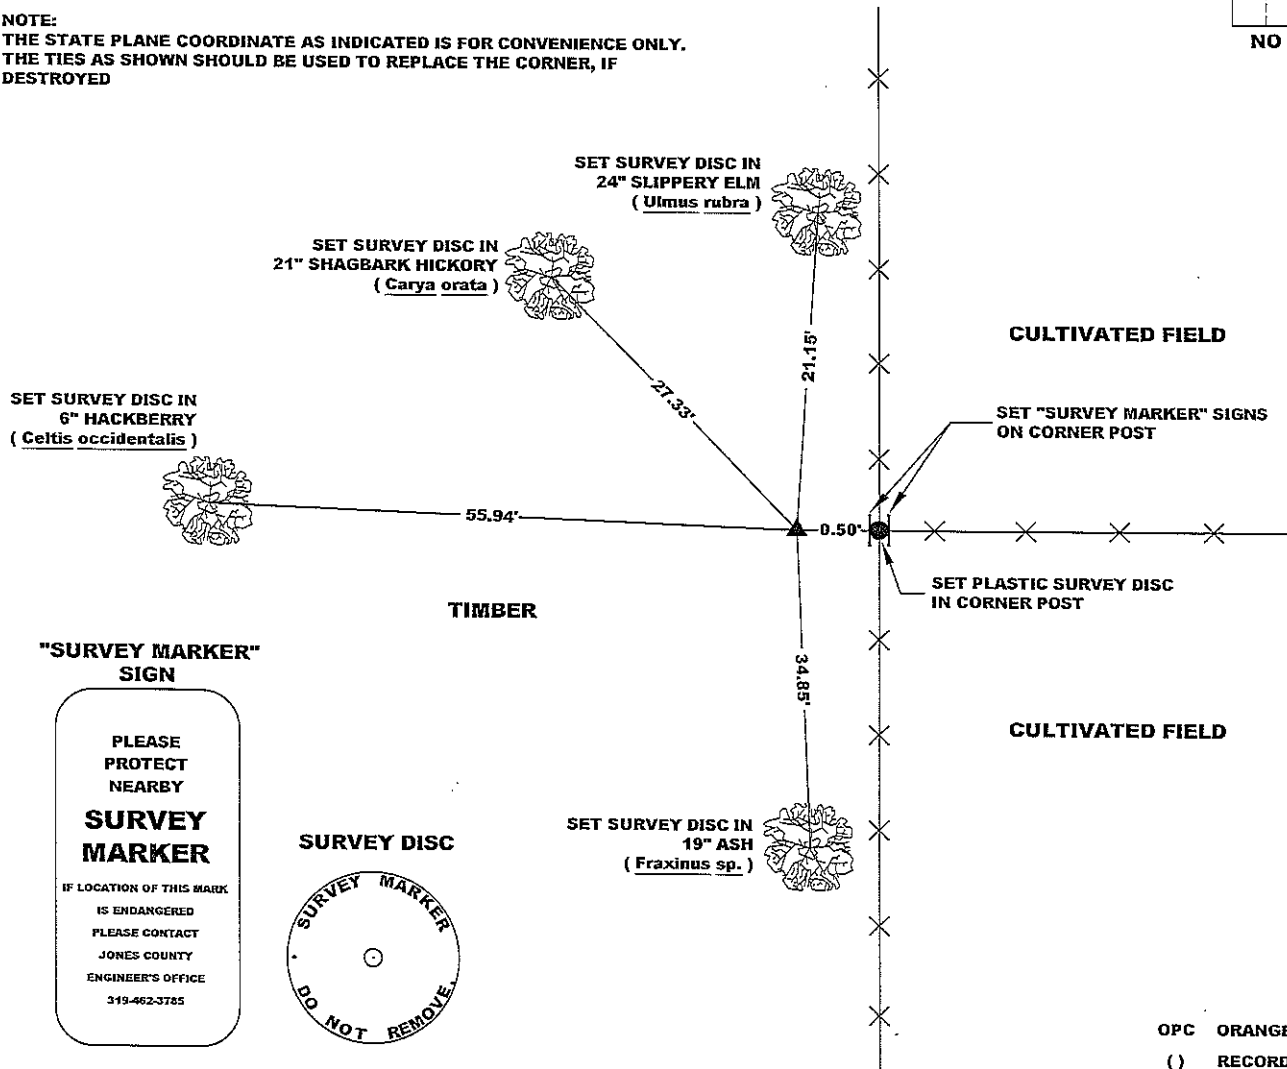 NOTE:
THE STATE PLANE COORDINATE AS INDICATED IS FOR CONVENIENCE ONLY.
THE TIES AS SHOWN SHOULD BE USED TO REPLACE THE CORNER, IF
DESTROYED
NO
SET SURVEY DISC IN
24" SLIPPERY ELM
( Ulmus rubra )
SET SURVEY DISC IN
21" SHAGBARK HICKORY
( Carya orata )
21.15'
CULTIVATED FIELD
27.33'
SET SURVEY DISC IN
6" HACKBERRY
( Celtis occidentalis )
SET "SURVEY MARKER" SIGNS
ON CORNER POST
55.94'
0.50'
SET PLASTIC SURVEY DISC
IN CORNER POST
TIMBER
34.85'
CULTIVATED FIELD
"SURVEY MARKER"
SIGN
PLEASE
PROTECT
NEARBY
SURVEY
MARKER
IF LOCATION OF THIS MARK
IS ENDANGERED
PLEASE CONTACT
JONES COUNTY
ENGINEER'S OFFICE
319-462-3785
SURVEY DISC
SURVEY MARKER
DO NOT REMOVE.
SET SURVEY DISC IN
19" ASH
( Fraxinus sp. )
OPC ORANGE
( ) RECORD